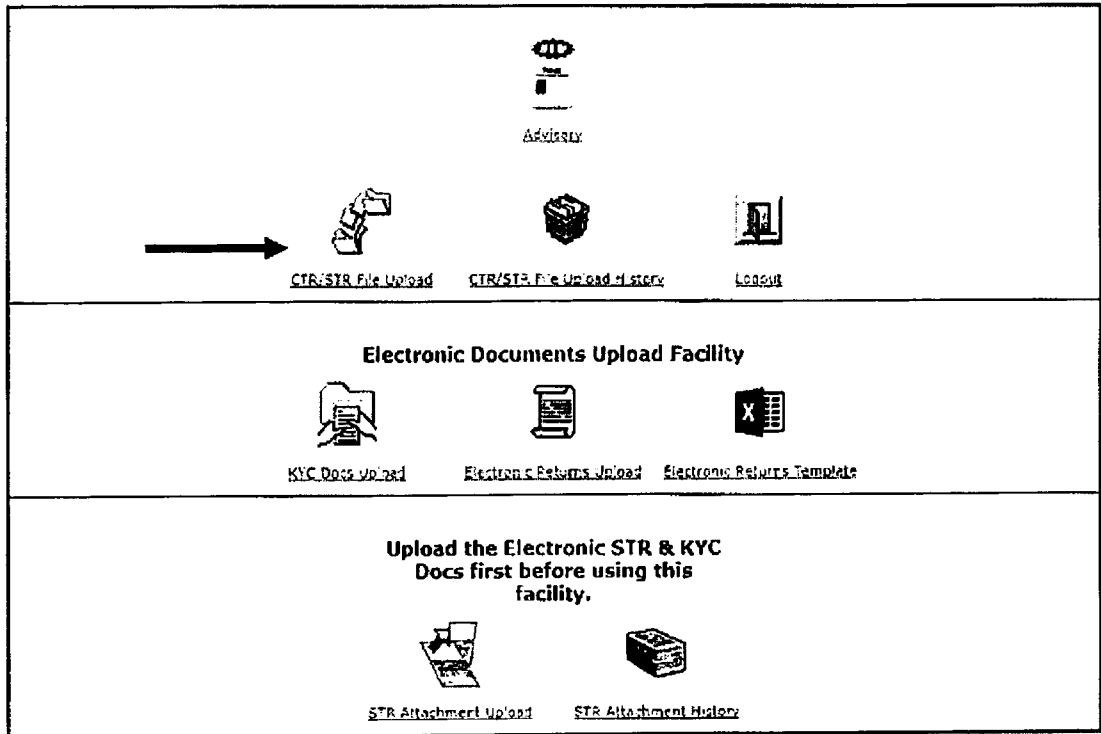 Advisory
CTR/STR File Upload
CTR/STR File Upload History
Logout
Electronic Documents Upload Facility
KYC Docs Upload
Electronic Returns Upload
Electronic Returns Template
Upload the Electronic STR & KYC
Docs first before using this
facility.
STR Attachment Upload
STR Attachment History